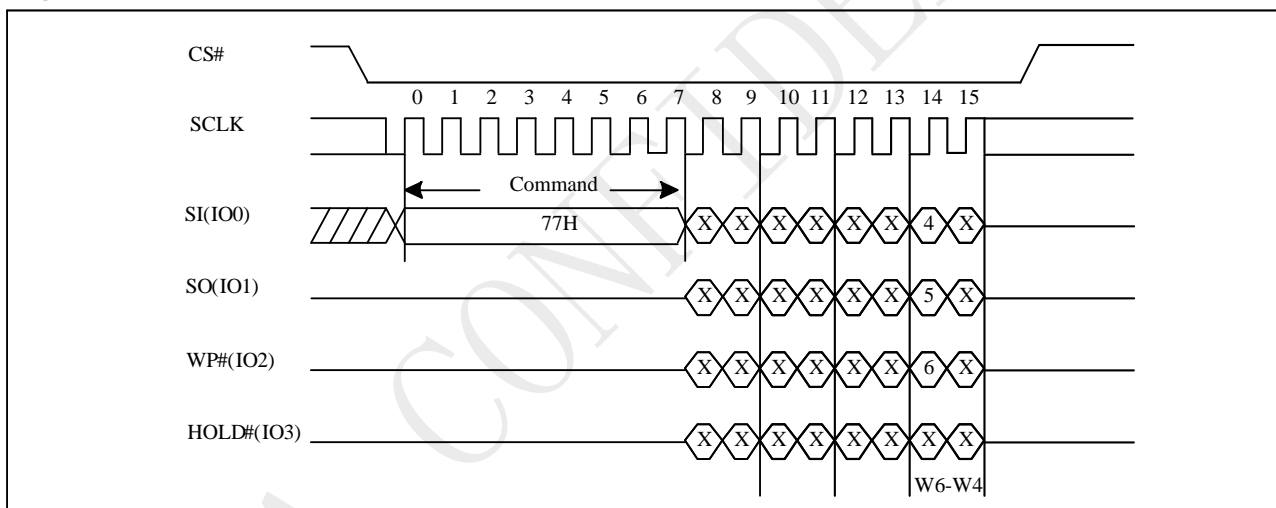 CS#
0 1 2 3 4 5 6 7 8 9 10 11 12 13 14 15
SCLK
Command
SI(IO0) 77H X X X X X X 4 X
SO(IO1) X X X X X X 5 X
WP#(IO2) X X X X X X 6 X
HOLD#(IO3) X X X X X X X X
W6-W4